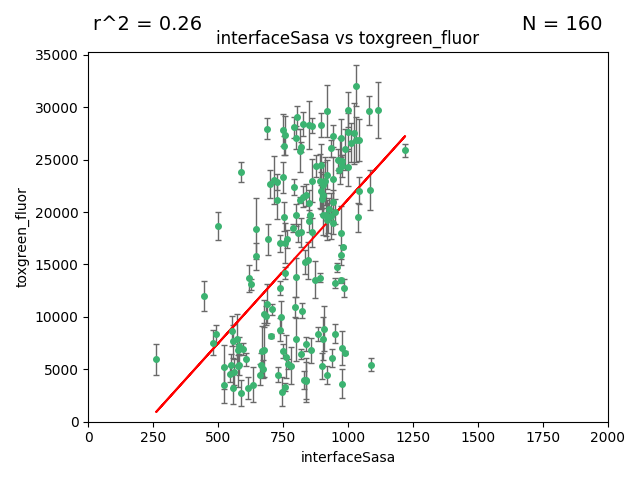 r^2 = 0.26
N = 160
interfaceSasa vs toxgreen_fluor
35000
30000
25000
20000
15000
10000
5000
0
toxgreen_fluor
0 250 500 750 1000 1250 1500 1750 2000
interfaceSasa